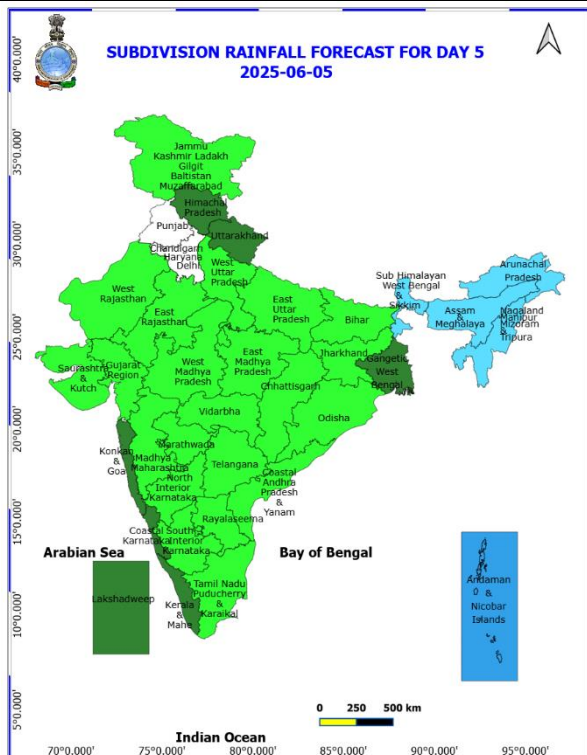 SUBDIVISION RAINFALL FORECAST FOR DAY 5
2025-06-05
40°0.000'
35°0.000'
30°0.000'
25°0.000'
20°0.000'
15°0.000'
10°0.000'
5°0.000'
Jammu
Kashmir Ladakh
Gilgit
Baltistan
Muzaffarabad
Himachal
Pradesh
Punjab
Uttarakhand
Chandigarh
Haryana
Delhi
West
Uttar
Pradesh
West
Rajasthan
East
Rajasthan
East
Uttar
Pradesh
Bihar
Sub Himalayan
West Bengal
&
Sikkim
Arunachal
Pradesh
Assam
&
Meghalaya
Nagaland
Manipur
Mizoram
&
Tripura
Saurashtra
&
Kutch
Gujarat
Region
West
Madhya
Pradesh
East
Madhya
Pradesh
Jharkhand
Gangetic
West
Bengal
Chhattisgarh
Vidarbha
Odisha
Konkan
&
Goa
Marathwada
Madhya
Maharashtra
North
Interior
Karnataka
Telangana
Coastal
Andhra
Pradesh
&
Yanam
Rayalaseema
Coastal
Karnataka
South
Interior
Karnataka
Arabian Sea
Bay of Bengal
Lakshadweep
Kerala
&
Mahe
Tamil Nadu
Puducherry
&
Karaikal
Andaman
&
Nicobar
Islands
0 250 500 km
Indian Ocean
70°0.000' 75°0.000' 80°0.000' 85°0.000' 90°0.000' 95°0.000'